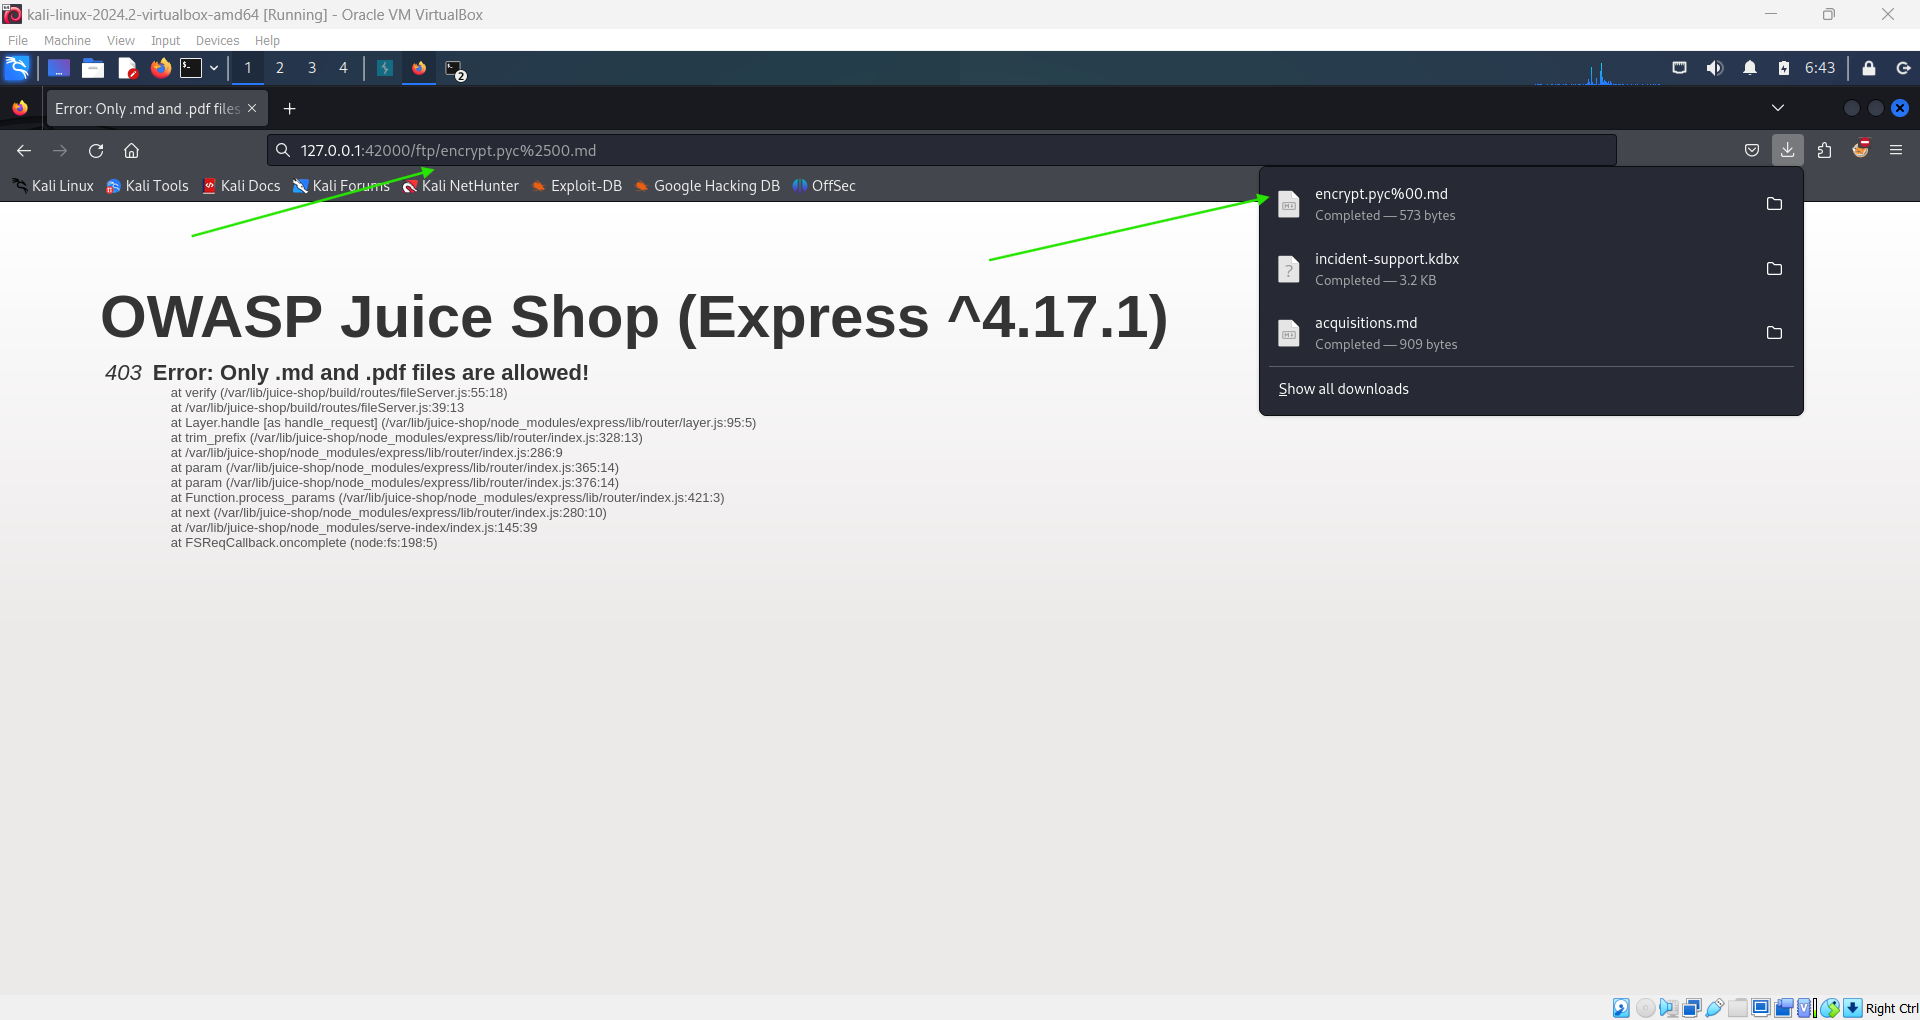 kali-linux-2024.2-virtualbox-amd64 [Running] - Oracle VM VirtualBox
File Machine View Input Devices Help
1 2 3 4 2 6:43
Error: Only .md and .pdf files
127.0.0.1:42000/ftp/encrypt.pyc%2500.md
Kali Linux Kali Tools Kali Docs Kali Forums Kali NetHunter Exploit-DB Google Hacking DB OffSec
encrypt.pyc%00.md
Completed — 573 bytes
incident-support.kdbx
Completed — 3.2 KB
acquisitions.md
Completed — 909 bytes
Show all downloads
OWASP Juice Shop (Express ^4.17.1)
403 Error: Only .md and .pdf files are allowed!
at verify (/var/lib/juice-shop/build/routes/fileServer.js:55:18)
at /var/lib/juice-shop/build/routes/fileServer.js:39:13
at Layer.handle [as handle_request] (/var/lib/juice-shop/node_modules/express/lib/router/layer.js:95:5)
at trim_prefix (/var/lib/juice-shop/node_modules/express/lib/router/index.js:328:13)
at /var/lib/juice-shop/node_modules/express/lib/router/index.js:286:9
at param (/var/lib/juice-shop/node_modules/express/lib/router/index.js:365:14)
at param (/var/lib/juice-shop/node_modules/express/lib/router/index.js:376:14)
at Function.process_params (/var/lib/juice-shop/node_modules/express/lib/router/index.js:421:3)
at next (/var/lib/juice-shop/node_modules/express/lib/router/index.js:280:10)
at /var/lib/juice-shop/node_modules/serve-index/index.js:145:39
at FSReqCallback.oncomplete (node:fs:198:5)
Right Ctrl